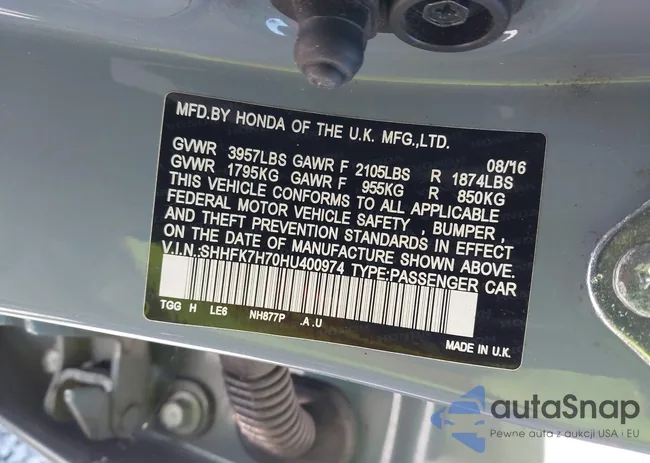 MFD.BY HONDA OF THE U.K. MFG.,LTD.
08/16
GVWR 3957LBS GAWR F 2105LBS R 1874LBS
GVWR 1795KG GAWR F 955KG R 850KG
THIS VEHICLE CONFORMS TO ALL APPLICABLE
FEDERAL MOTOR VEHICLE SAFETY , BUMPER ,
AND THEFT PREVENTION STANDARDS IN EFFECT
ON THE DATE OF MANUFACTURE SHOWN ABOVE.
V.I.N.:SHHFK7H70HU400974 TYPE:PASSENGER CAR
TGG H LE6 NH877P .A .U
MADE IN U.K.
autaSnap
Pewne auta z aukcji USA i EU